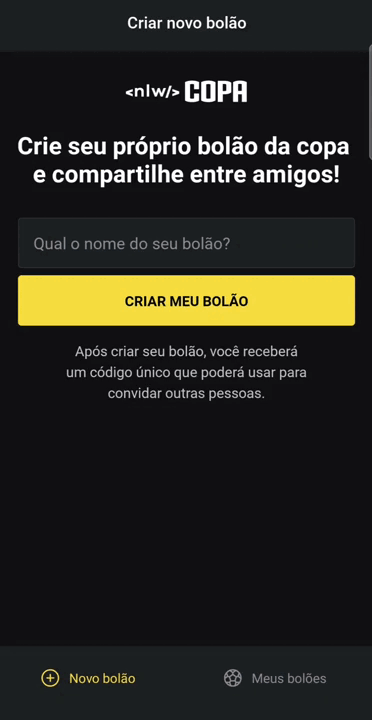 Criar novo bolão
<nlw/> COPA
Crie seu próprio bolão da copa
e compartilhe entre amigos!
Qual o nome do seu bolão?
CRIAR MEU BOLÃO
Após criar seu bolão, você receberá
um código único que poderá usar para
convidar outras pessoas.
Novo bolão
Meus bolões